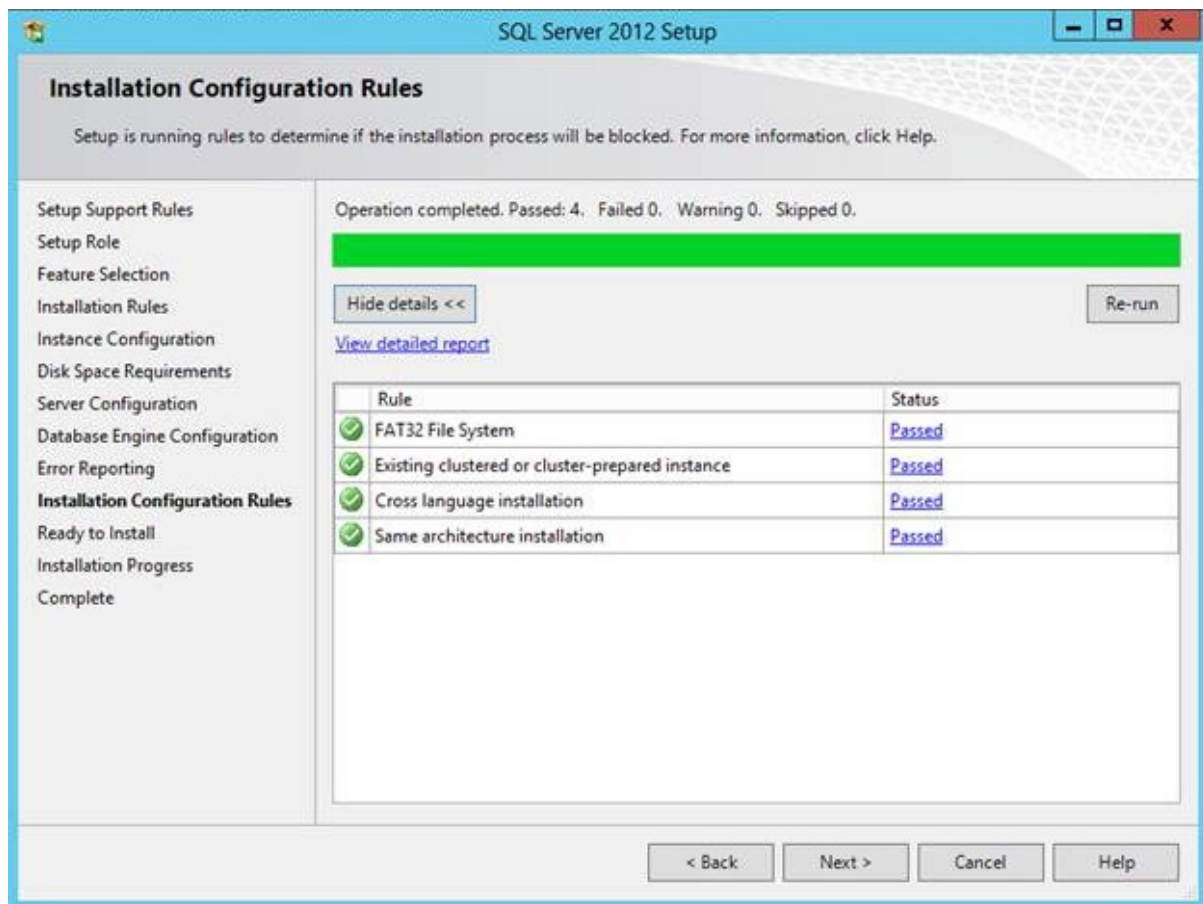 SQL Server 2012 Setup
Installation Configuration Rules
Setup is running rules to determine if the installation process will be blocked. For more information, click Help.
Setup Support Rules
Setup Role
Feature Selection
Installation Rules
Instance Configuration
Disk Space Requirements
Server Configuration
Database Engine Configuration
Error Reporting
Installation Configuration Rules
Ready to Install
Installation Progress
Complete
Operation completed. Passed: 4. Failed 0. Warning 0. Skipped 0.
Hide details << Re-run
View detailed report
Rule Status
FAT32 File System Passed
Existing clustered or cluster-prepared instance Passed
Cross language installation Passed
Same architecture installation Passed
< Back Next > Cancel Help